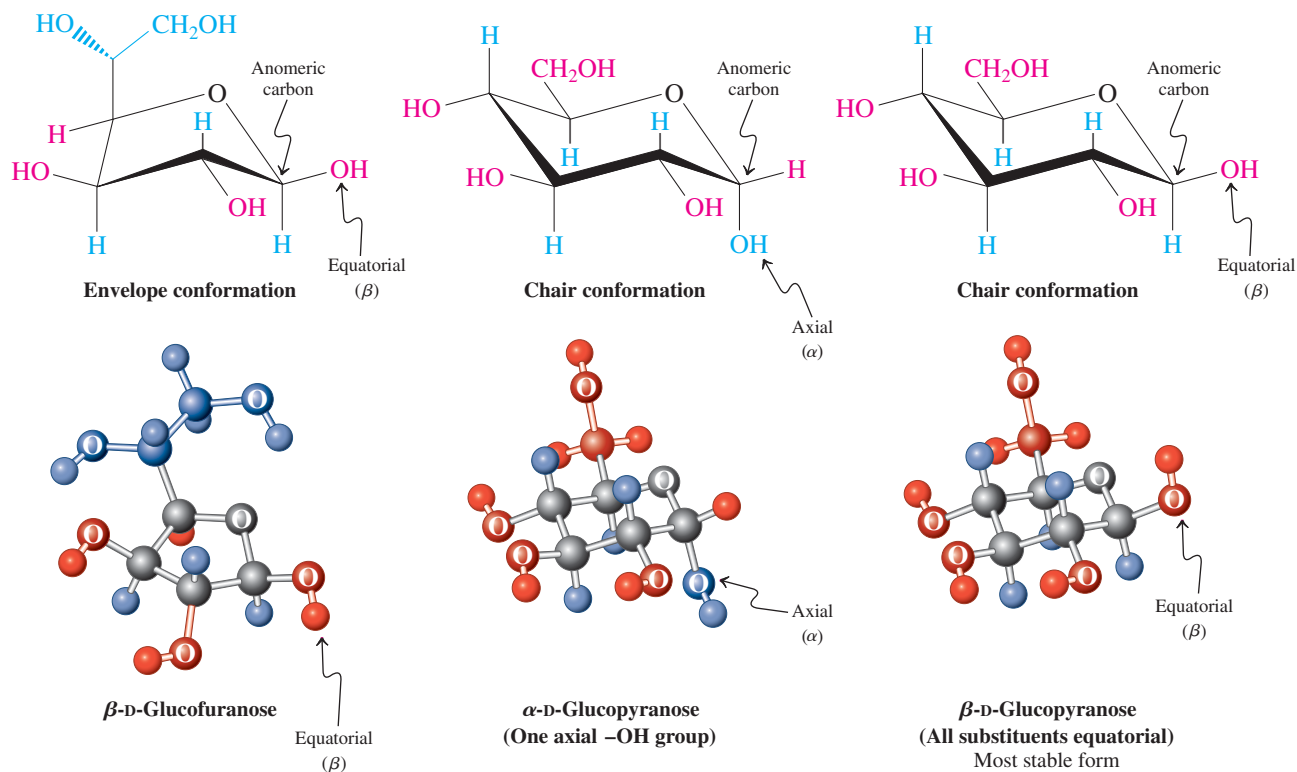 HO
CH₂OH
O
H
H
HO
OH
OH
H
H
Anomeric
carbon
Equatorial
(β)
Envelope conformation
H
CH₂OH
O
HO
H
H
HO
OH
H
H
OH
Anomeric
carbon
Axial
(α)
Chair conformation
H
CH₂OH
O
HO
H
H
HO
OH
OH
H
H
Anomeric
carbon
Equatorial
(β)
Chair conformation
O
O
O
O
O
O
Equatorial
(β)
β-D-Glucofuranose
O
O
O
O
O
O
Axial
(α)
α-D-Glucopyranose
(One axial –OH group)
O
O
O
O
O
O
Equatorial
(β)
β-D-Glucopyranose
(All substituents equatorial)
Most stable form